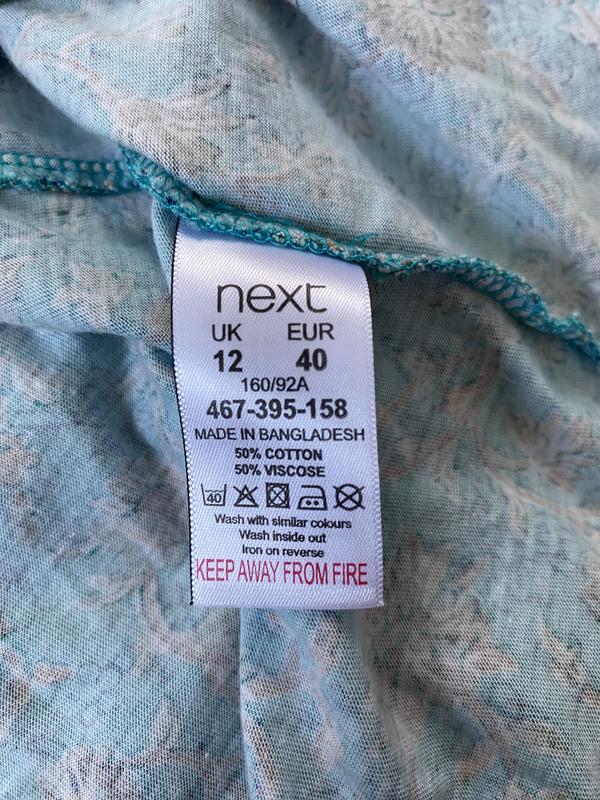 next
UK EUR
12 40
160/92A
467-395-158
MADE IN BANGLADESH
50% COTTON
50% VISCOSE
40
Wash with similar colours
Wash inside out
Iron on reverse
KEEP AWAY FROM FIRE